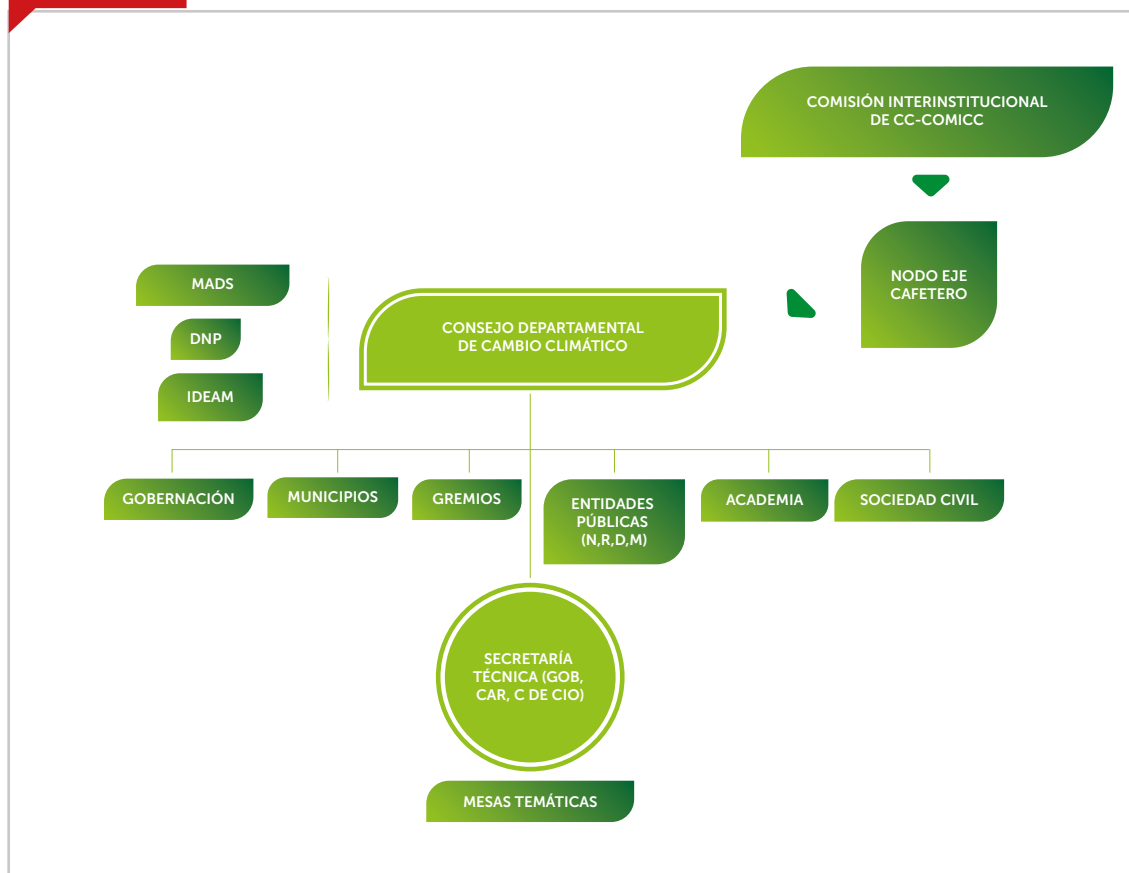 COMISIÓN INTERINSTITUCIONAL
DE CC-COMICC
NODO EJE
CAFETERO
MADS
DNP
IDEAM
CONSEJO DEPARTAMENTAL
DE CAMBIO CLIMÁTICO
GOBERNACIÓN
MUNICIPIOS
GREMIOS
ENTIDADES
PÚBLICAS
(N,R,D,M)
ACADEMIA
SOCIEDAD CIVIL
SECRETARÍA
TÉCNICA (GOB,
CAR, C DE CIO)
MESAS TEMÁTICAS